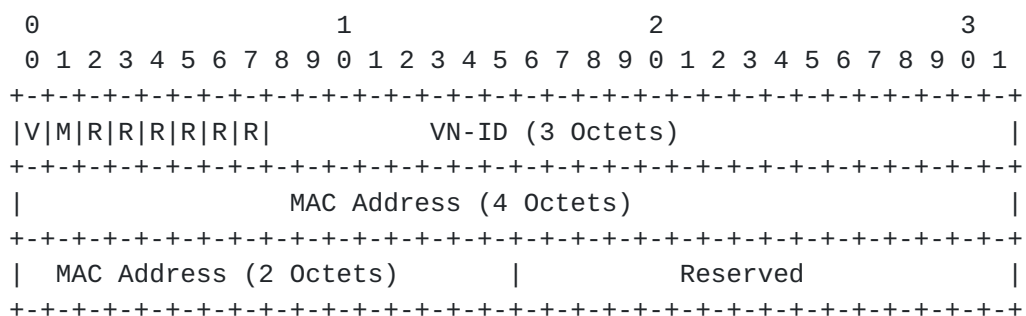 0                   1                   2                   3
 0 1 2 3 4 5 6 7 8 9 0 1 2 3 4 5 6 7 8 9 0 1 2 3 4 5 6 7 8 9 0 1
+-+-+-+-+-+-+-+-+-+-+-+-+-+-+-+-+-+-+-+-+-+-+-+-+-+-+-+-+-+-+-+-+
|V|M|R|R|R|R|R|R|          VN-ID (3 Octets)                     |
+-+-+-+-+-+-+-+-+-+-+-+-+-+-+-+-+-+-+-+-+-+-+-+-+-+-+-+-+-+-+-+-+
|                 MAC Address (4 Octets)                        |
+-+-+-+-+-+-+-+-+-+-+-+-+-+-+-+-+-+-+-+-+-+-+-+-+-+-+-+-+-+-+-+-+
|  MAC Address (2 Octets)       |          Reserved             |
+-+-+-+-+-+-+-+-+-+-+-+-+-+-+-+-+-+-+-+-+-+-+-+-+-+-+-+-+-+-+-+-+